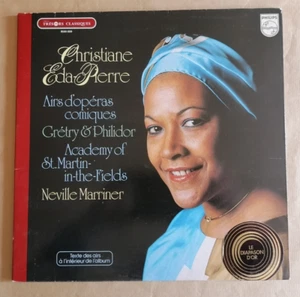 TRÉSORS CLASSIQUES
PHILIPS
Christiane
Eda-Pierre
Airs d'opéras
comiques
Grétry & Philidor
Academy of
St. Martin-
in-the-Fields
Neville Marriner
Texte des airs
à l'intérieur de l'album
LE
DIAPASON
D'OR